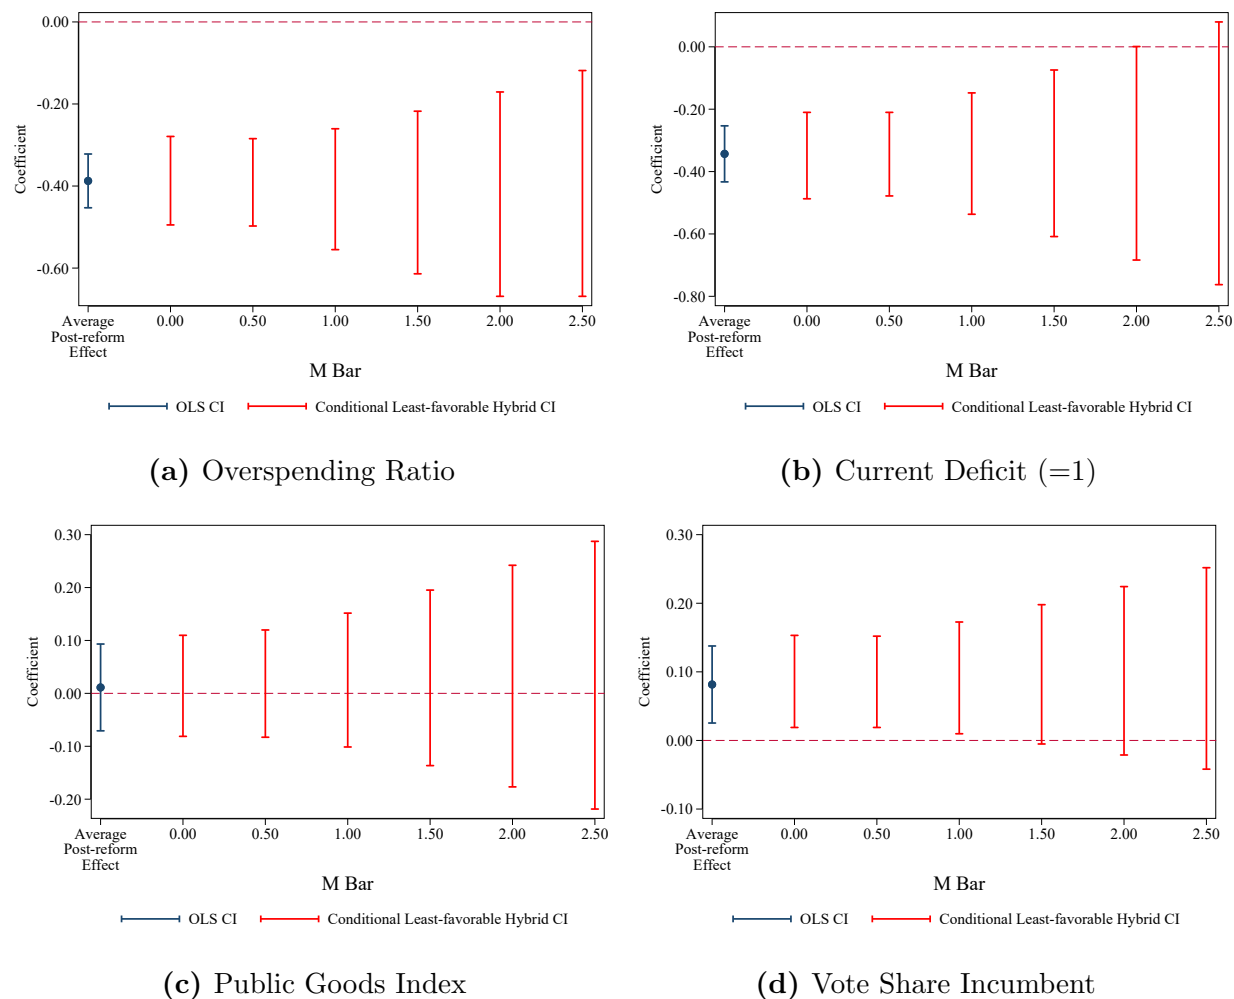 0.00
-0.20
-0.40
-0.60
Coefficient
Average
Post-reform
Effect
0.00 0.50 1.00 1.50 2.00 2.50
M Bar
OLS CI Conditional Least-favorable Hybrid CI
(a) Overspending Ratio
0.00
-0.20
-0.40
-0.60
-0.80
Coefficient
Average
Post-reform
Effect
0.00 0.50 1.00 1.50 2.00 2.50
M Bar
OLS CI Conditional Least-favorable Hybrid CI
(b) Current Deficit (=1)
0.30
0.20
0.10
0.00
-0.10
-0.20
Coefficient
Average
Post-reform
Effect
0.00 0.50 1.00 1.50 2.00 2.50
M Bar
OLS CI Conditional Least-favorable Hybrid CI
(c) Public Goods Index
0.30
0.20
0.10
0.00
-0.10
Coefficient
Average
Post-reform
Effect
0.00 0.50 1.00 1.50 2.00 2.50
M Bar
OLS CI Conditional Least-favorable Hybrid CI
(d) Vote Share Incumbent